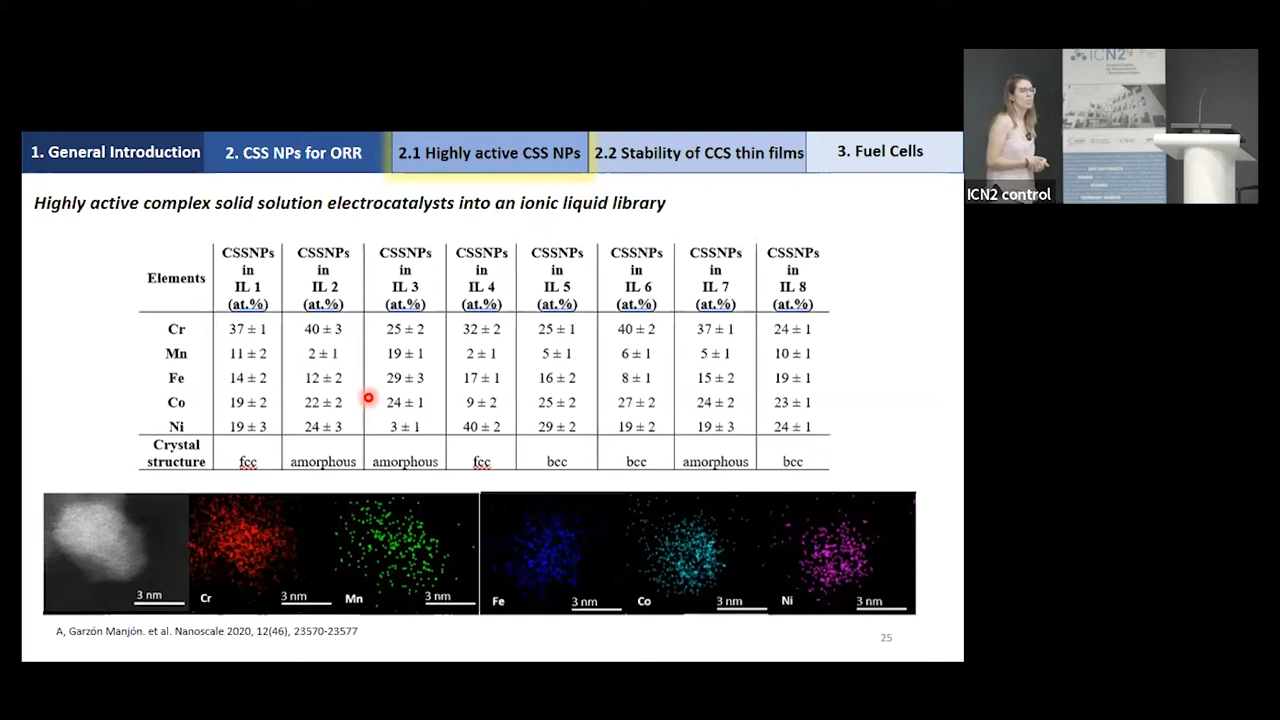 1. General Introduction
2. CSS NPs for ORR
2.1 Highly active CSS NPs
2.2 Stability of CCS thin films
3. Fuel Cells
ICN2
ICN2 control
Highly active complex solid solution electrocatalysts into an ionic liquid library
Elements CSSNPs in IL 1 (at.%) CSSNPs in IL 2 (at.%) CSSNPs in IL 3 (at.%) CSSNPs in IL 4 (at.%) CSSNPs in IL 5 (at.%) CSSNPs in IL 6 (at.%) CSSNPs in IL 7 (at.%) CSSNPs in IL 8 (at.%)
Cr 37 ± 1 40 ± 3 25 ± 2 32 ± 2 25 ± 1 40 ± 2 37 ± 1 24 ± 1
Mn 11 ± 2 2 ± 1 19 ± 1 2 ± 1 5 ± 1 6 ± 1 5 ± 1 10 ± 1
Fe 14 ± 2 12 ± 2 29 ± 3 17 ± 1 16 ± 2 8 ± 1 15 ± 2 19 ± 1
Co 19 ± 2 22 ± 2 24 ± 1 9 ± 2 25 ± 2 27 ± 2 24 ± 2 23 ± 1
Ni 19 ± 3 24 ± 3 3 ± 1 40 ± 2 29 ± 2 19 ± 2 19 ± 3 24 ± 1
Crystal structure fcc amorphous amorphous fcc bcc bcc amorphous bcc
3 nm
Cr 3 nm
Mn 3 nm
Fe 3 nm
Co 3 nm
Ni 3 nm
A, Garzón Manjón. et al. Nanoscale 2020, 12(46), 23570-23577
25